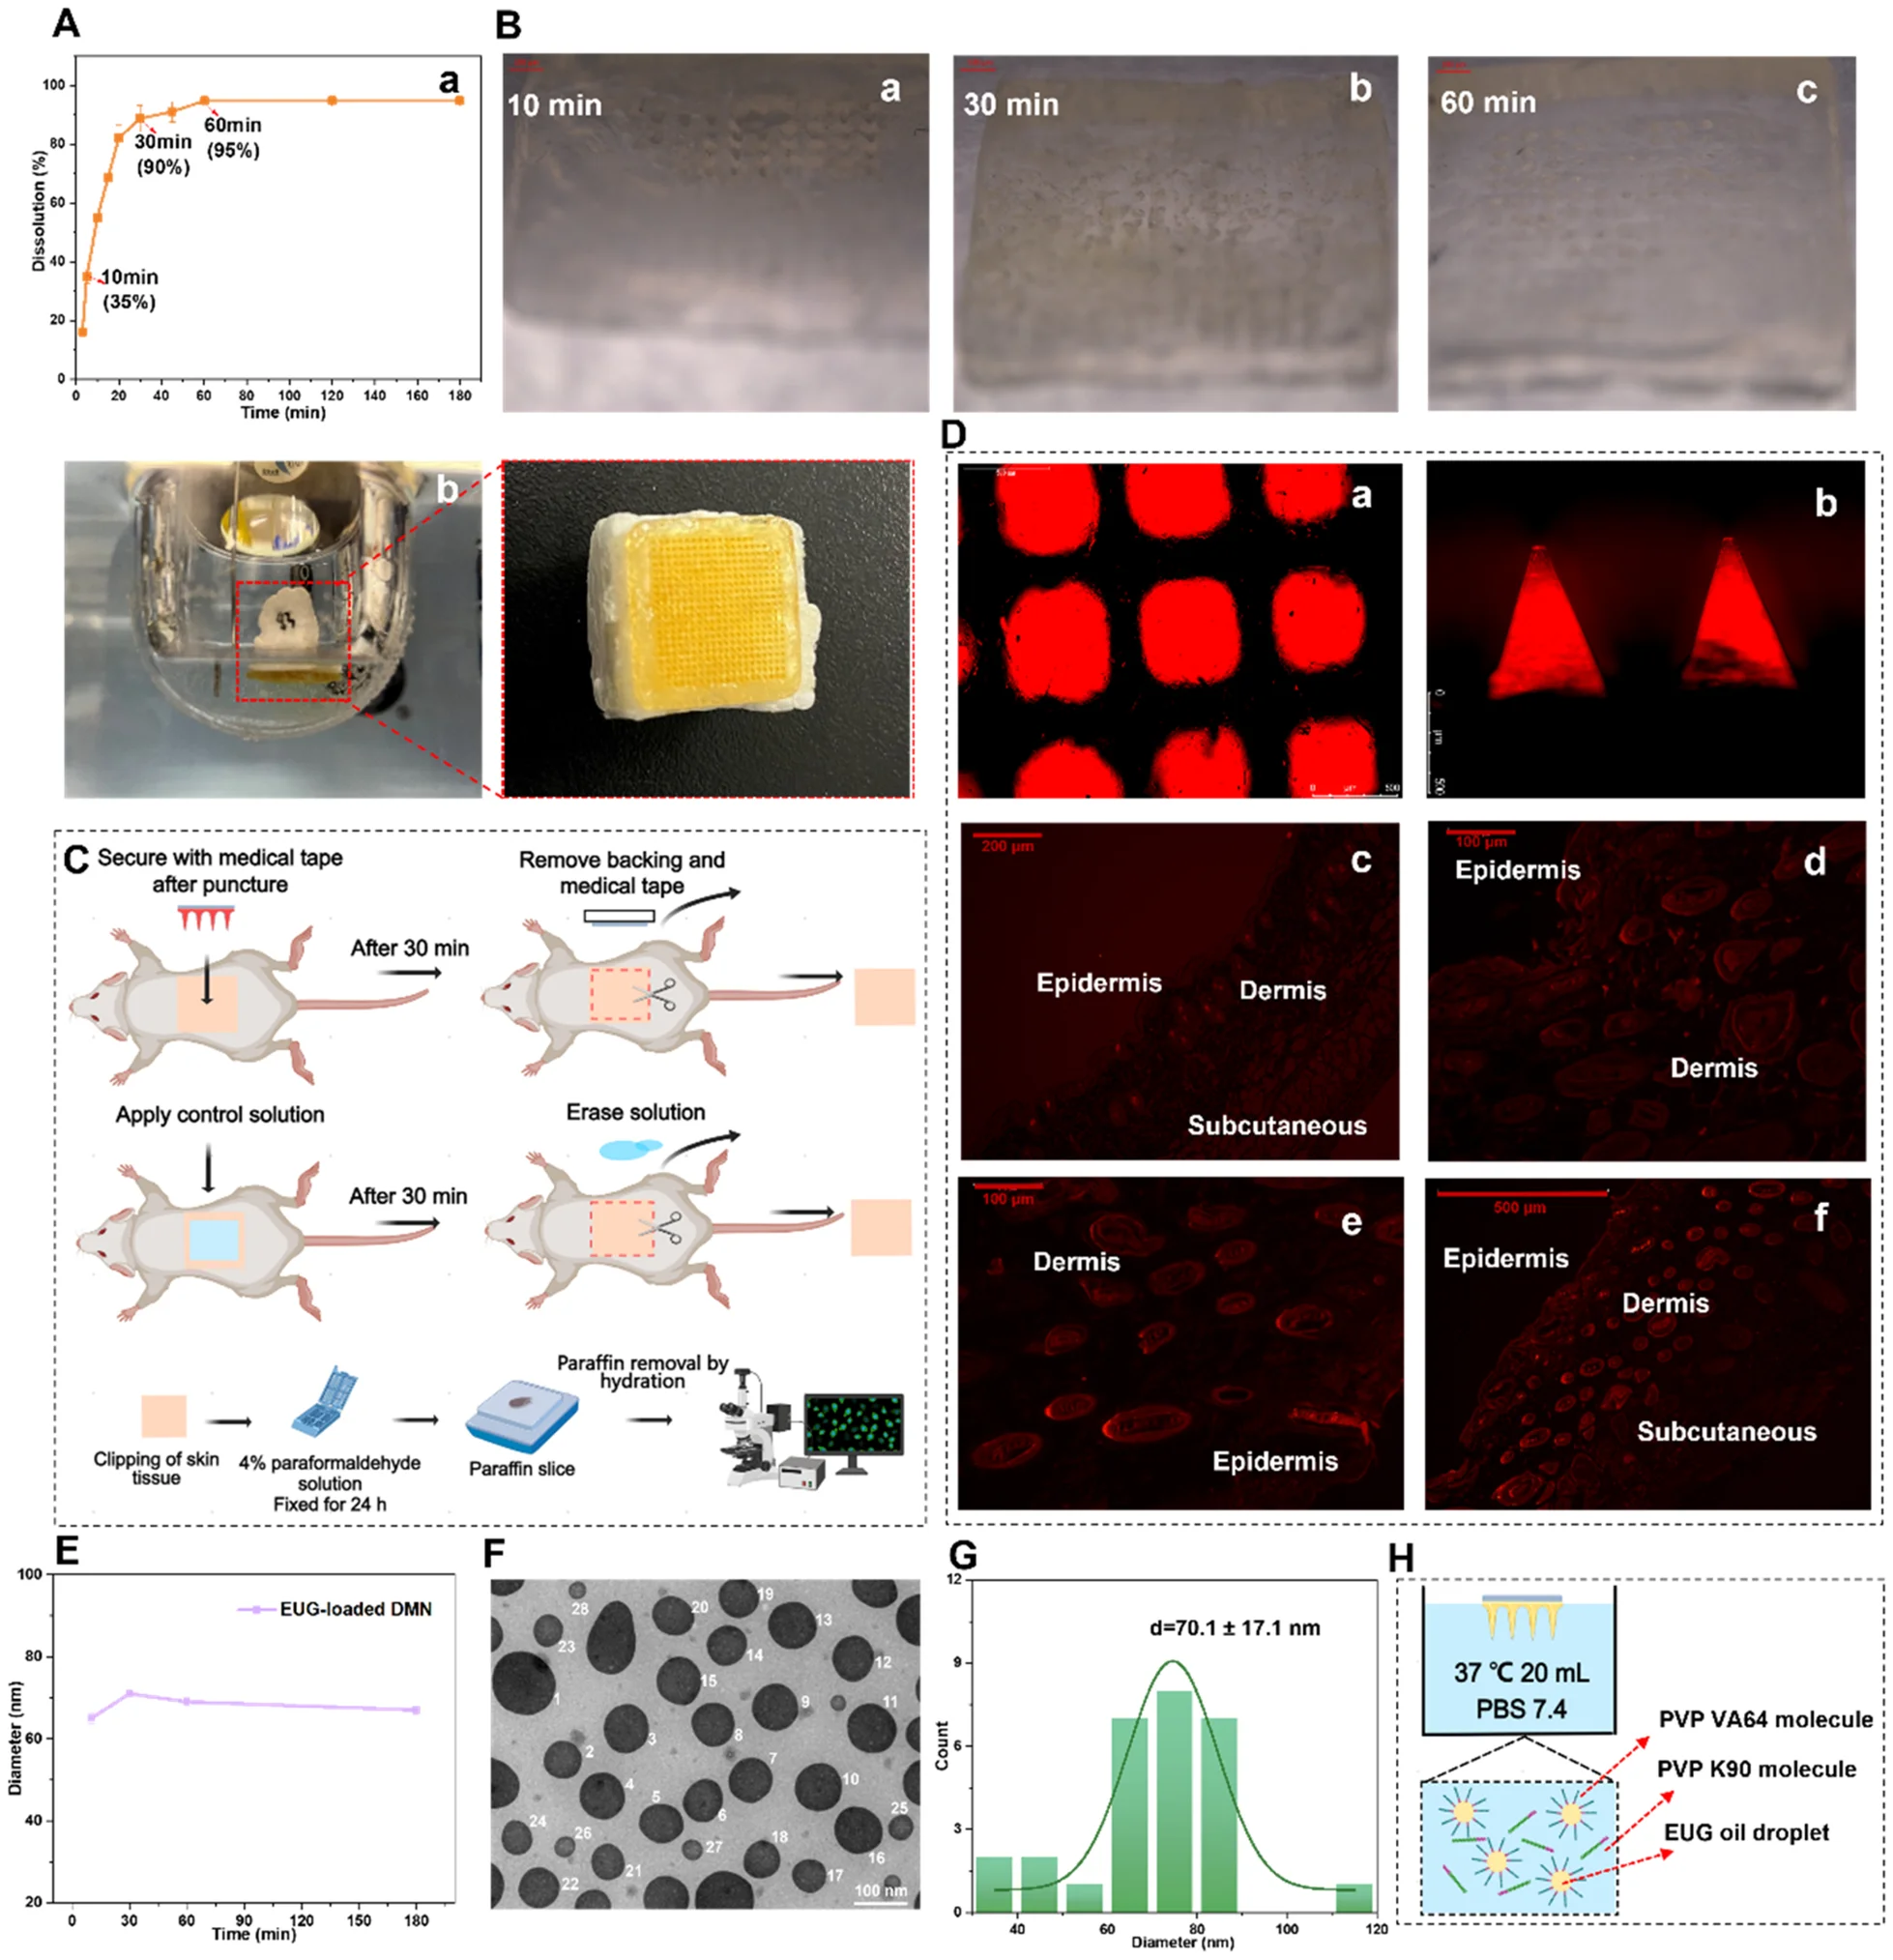 A
B
a
100
80
60
40
20
0
Dissolution (%)
10min
(35%)
30min
(90%)
60min
(95%)
0 20 40 60 80 100 120 140 160 180
Time (min)
10 min
a
30 min
b
60 min
c
b
D
a
0 µm 500
b
0
µm
500
C
Secure with medical tape
after puncture
Remove backing and
medical tape
After 30 min
Apply control solution
Erase solution
After 30 min
Paraffin removal by
hydration
Clipping of skin
tissue
4% paraformaldehyde
solution
Fixed for 24 h
Paraffin slice
200 µm
c
Epidermis
Dermis
Subcutaneous
100 µm
Epidermis
d
Dermis
100 µm
e
Dermis
Epidermis
500 µm
f
Epidermis
Dermis
Subcutaneous
E
100
80
60
40
20
Diameter (nm)
EUG-loaded DMN
0 30 60 90 120 150 180
Time (min)
F
19
28
20
13
23
14
12
15
1
9
11
3
8
2
7
4
10
5
6
25
24
26
27
18
16
21
17
22
100 nm
G
12
9
6
3
0
Count
d=70.1 ± 17.1 nm
40 60 80 100 120
Diameter (nm)
H
37 ℃ 20 mL
PBS 7.4
PVP VA64 molecule
PVP K90 molecule
EUG oil droplet